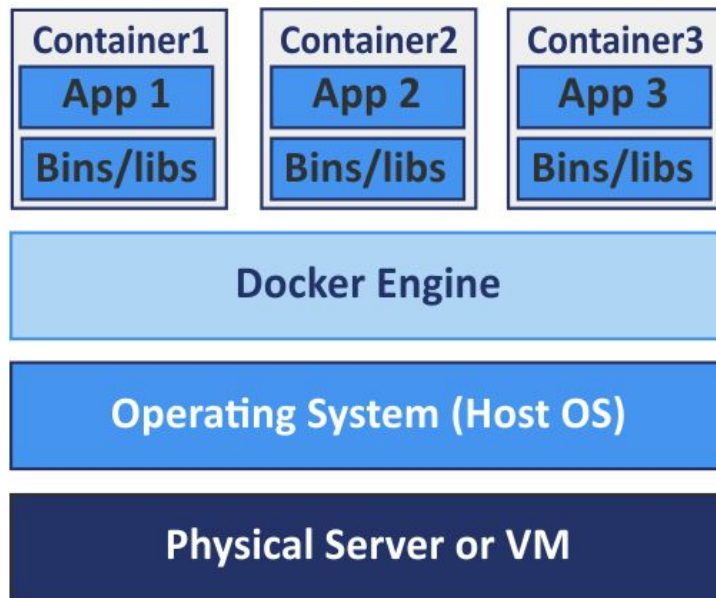 Container1
App 1
Bins/libs
Container2
App 2
Bins/libs
Container3
App 3
Bins/libs
Docker Engine
Operating System (Host OS)
Physical Server or VM